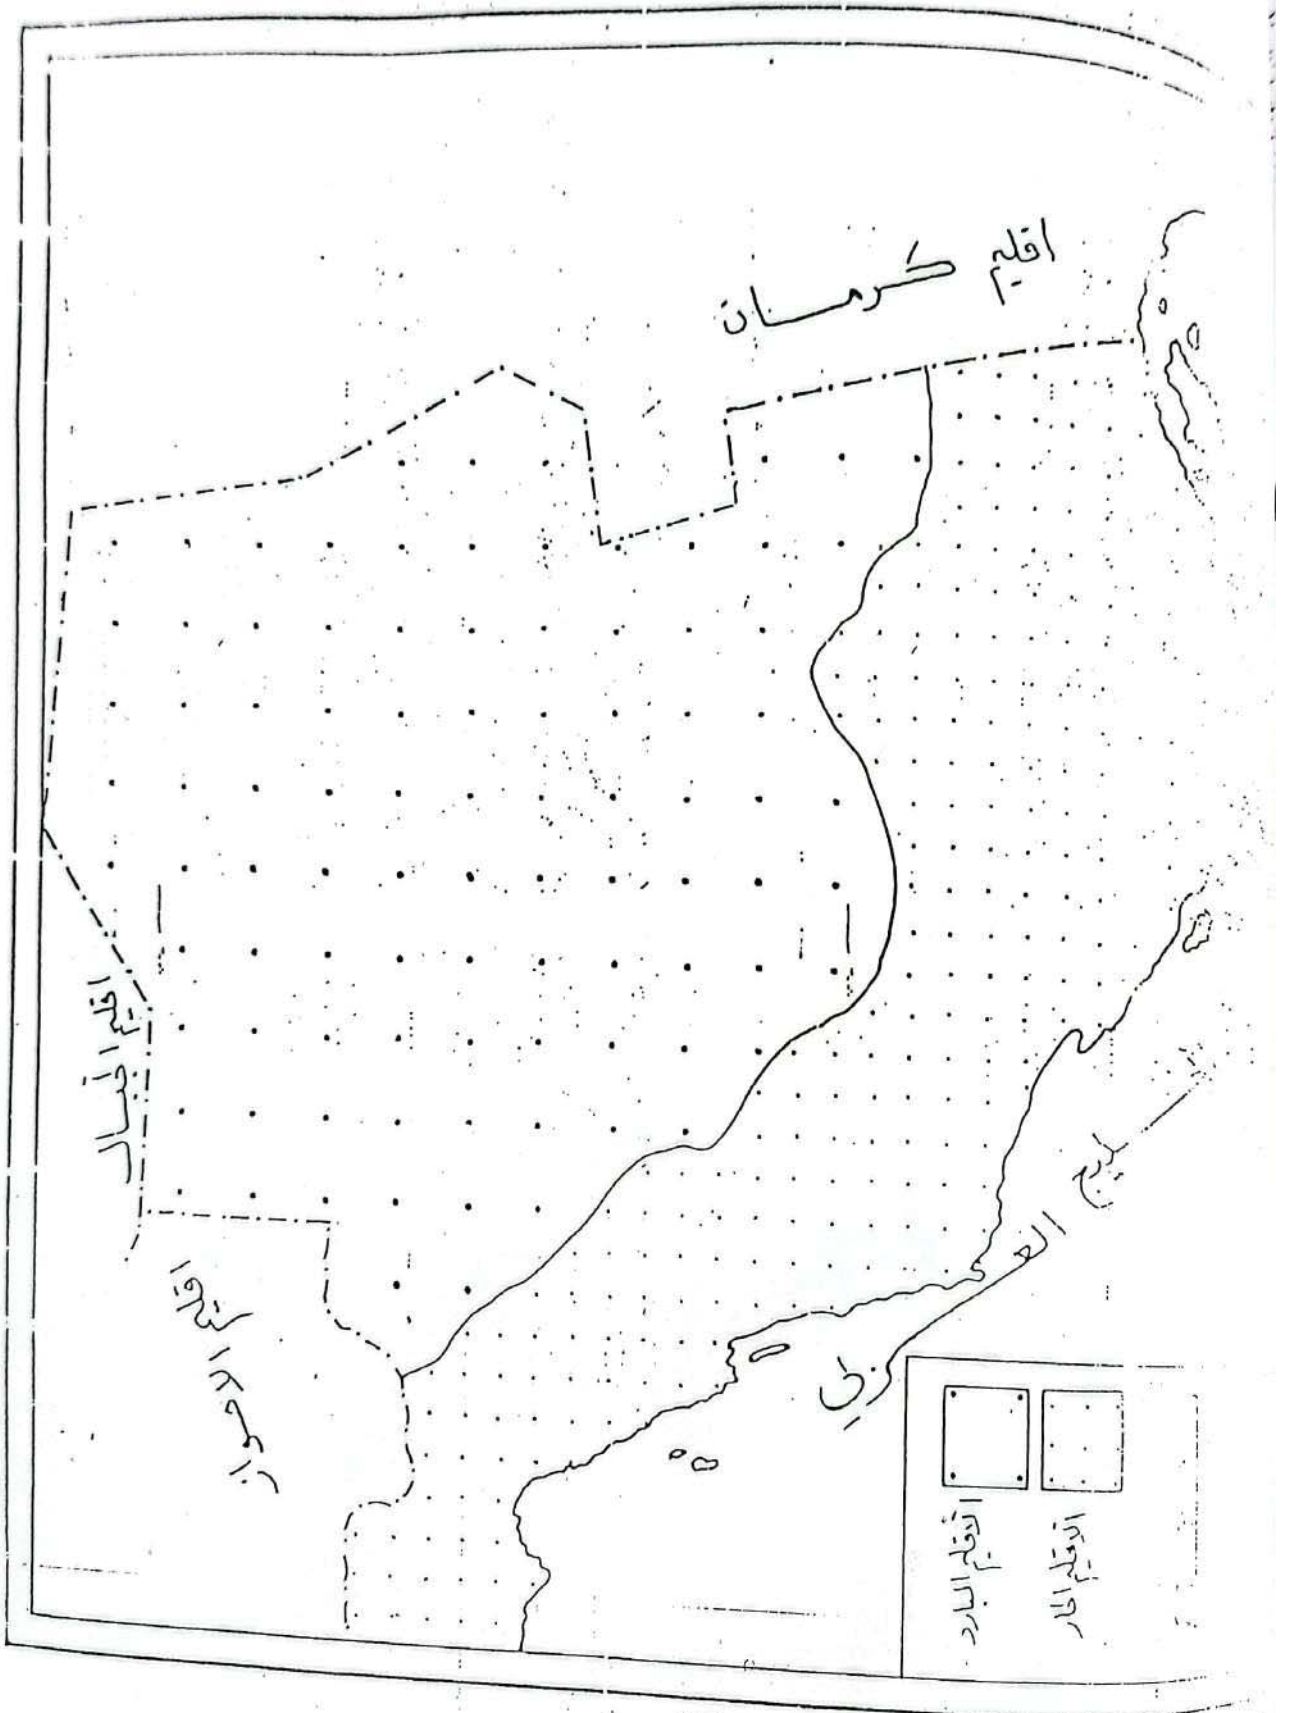 اقليم كرمان
اقليم الجبال
اقليم الاحواز
الخليج العربي
الاقليم البارد
الاقليم الحار